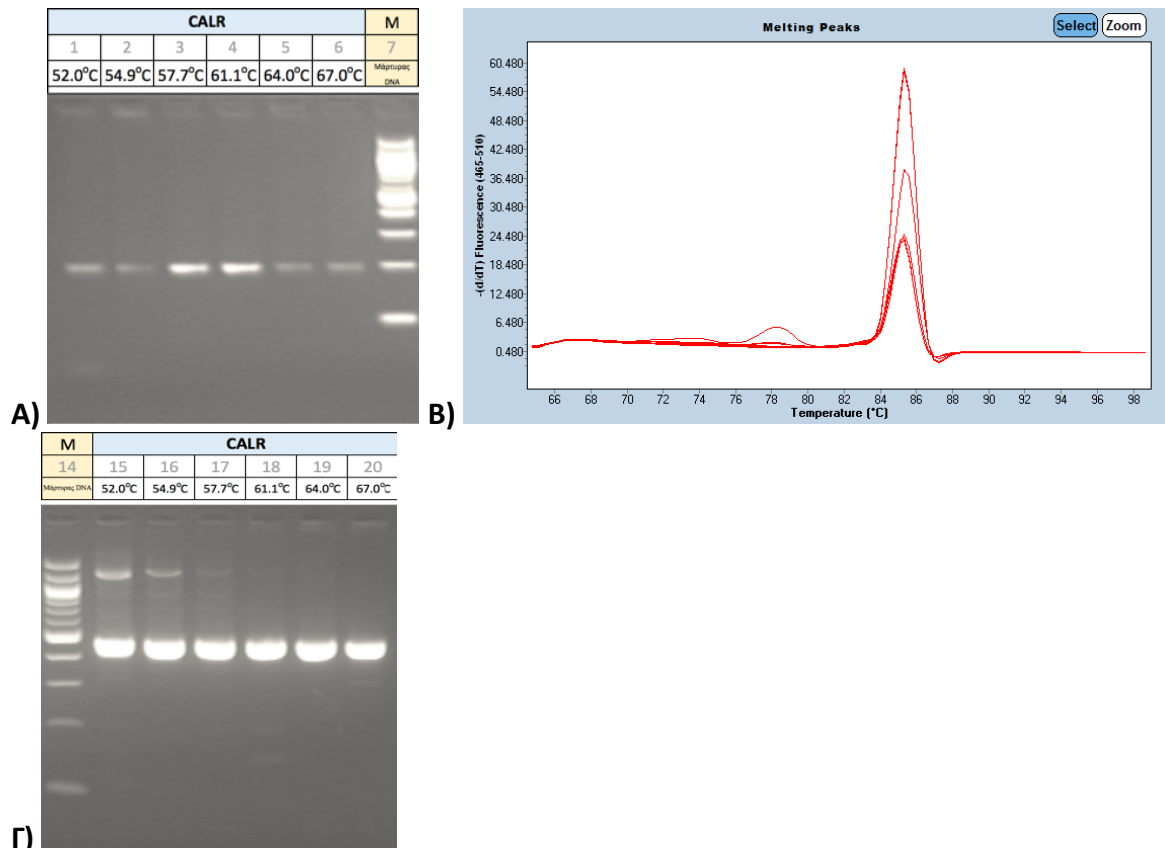 CALR M
1 2 3 4 5 6 7
52.0°C 54.9°C 57.7°C 61.1°C 64.0°C 67.0°C Μάρτυρας
DNA
Α)
Melting Peaks
Select Zoom
-(d/dT) Fluorescence (465-510)
60.480
54.480
48.480
42.480
36.480
30.480
24.480
18.480
12.480
6.480
0.480
66 68 70 72 74 76 78 80 82 84 86 88 90 92 94 96 98
Temperature (°C)
Β)
M CALR
14 15 16 17 18 19 20
Μάρτυρας DNA 52.0°C 54.9°C 57.7°C 61.1°C 64.0°C 67.0°C
Γ)